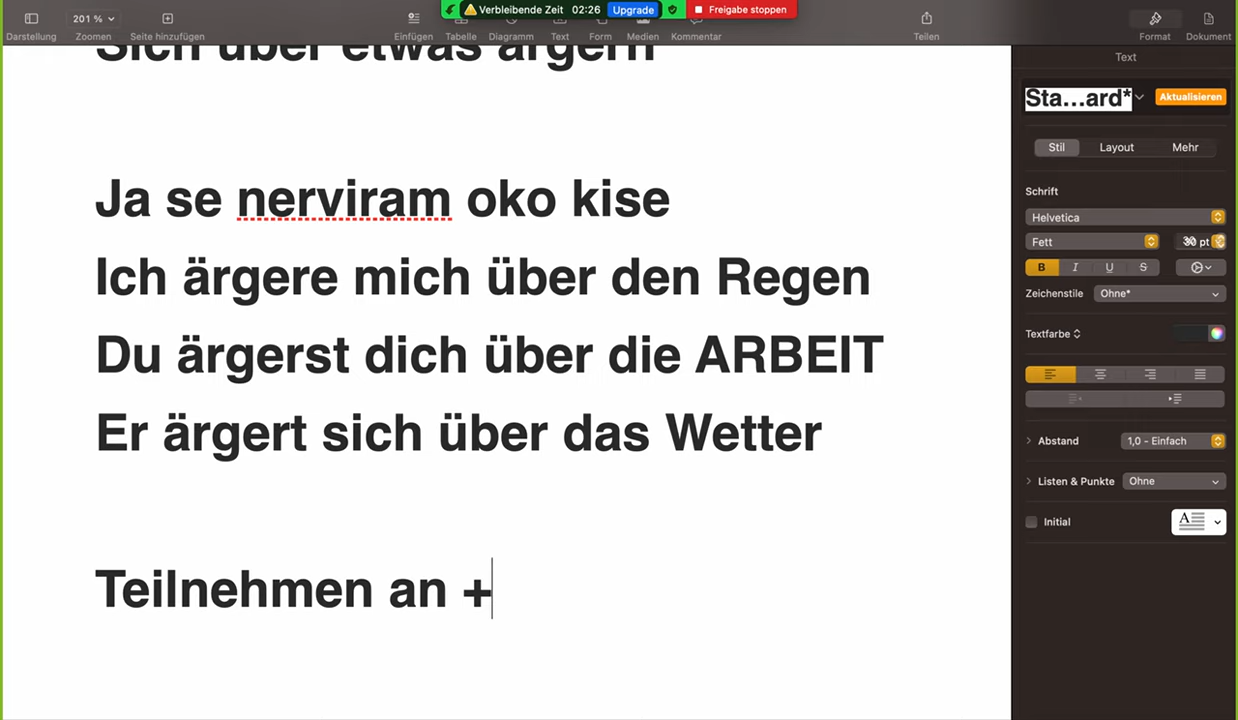 Verbleibende Zeit 02:26 Upgrade Freigabe stoppen
201 %
Darstellung Zoomen Seite hinzufügen Einfügen Tabelle Diagramm Text Form Medien Kommentar Teilen Format Dokument
Sich über etwas ärgern
Ja se nerviram oko kise
Ich ärgere mich über den Regen
Du ärgerst dich über die ARBEIT
Er ärgert sich über das Wetter
Teilnehmen an +
Text
Sta...ard* Aktualisieren
Stil Layout Mehr
Schrift
Helvetica
Fett pt
B I U S
Zeichenstile Ohne*
Textfarbe
Abstand 1,0 - Einfach
Listen & Punkte Ohne
Initial A